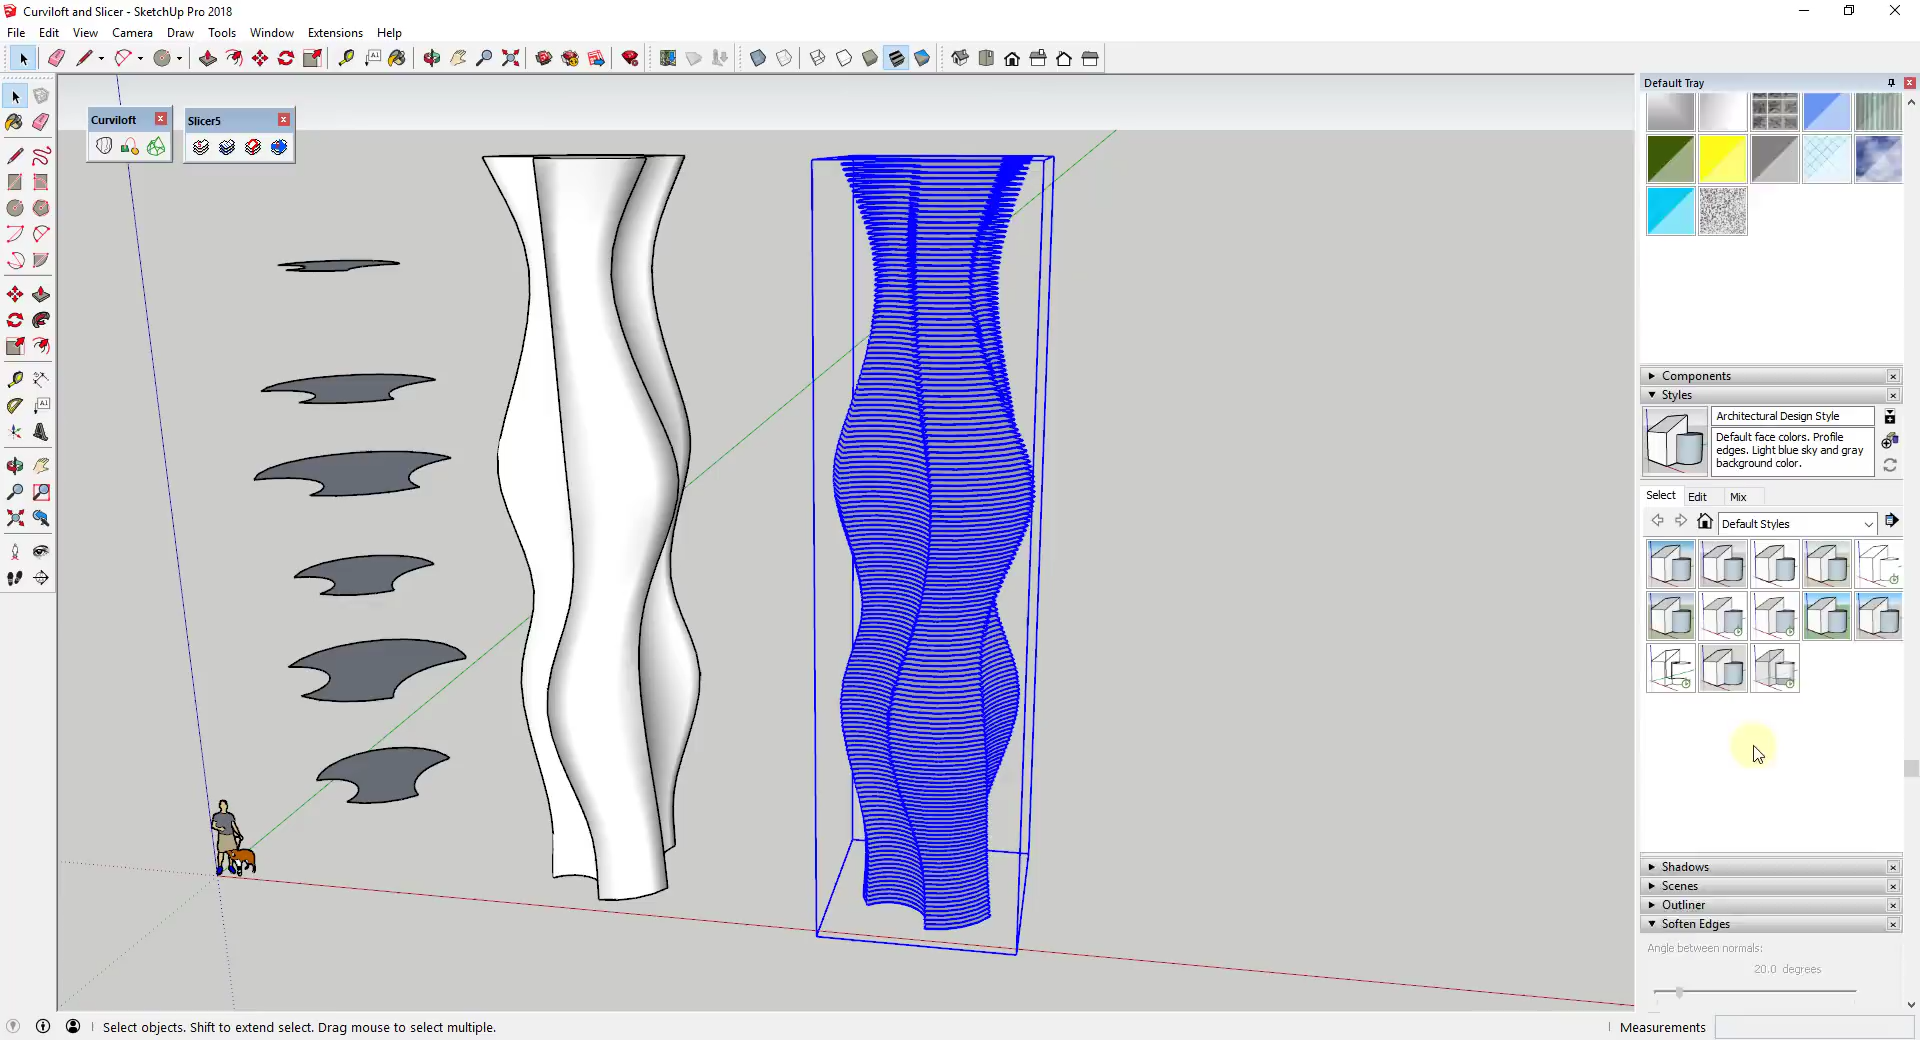 Curviloft and Slicer - SketchUp Pro 2018
File Edit View Camera Draw Tools Window Extensions Help
Default Tray
Curviloft
Slicer5
Components
Styles
Architectural Design Style
Default face colors. Profile
edges. Light blue sky and gray
background color.
Select Edit Mix
Default Styles
Shadows
Scenes
Outliner
Soften Edges
Angle between normals:
20.0 degrees
Select objects. Shift to extend select. Drag mouse to select multiple.
Measurements